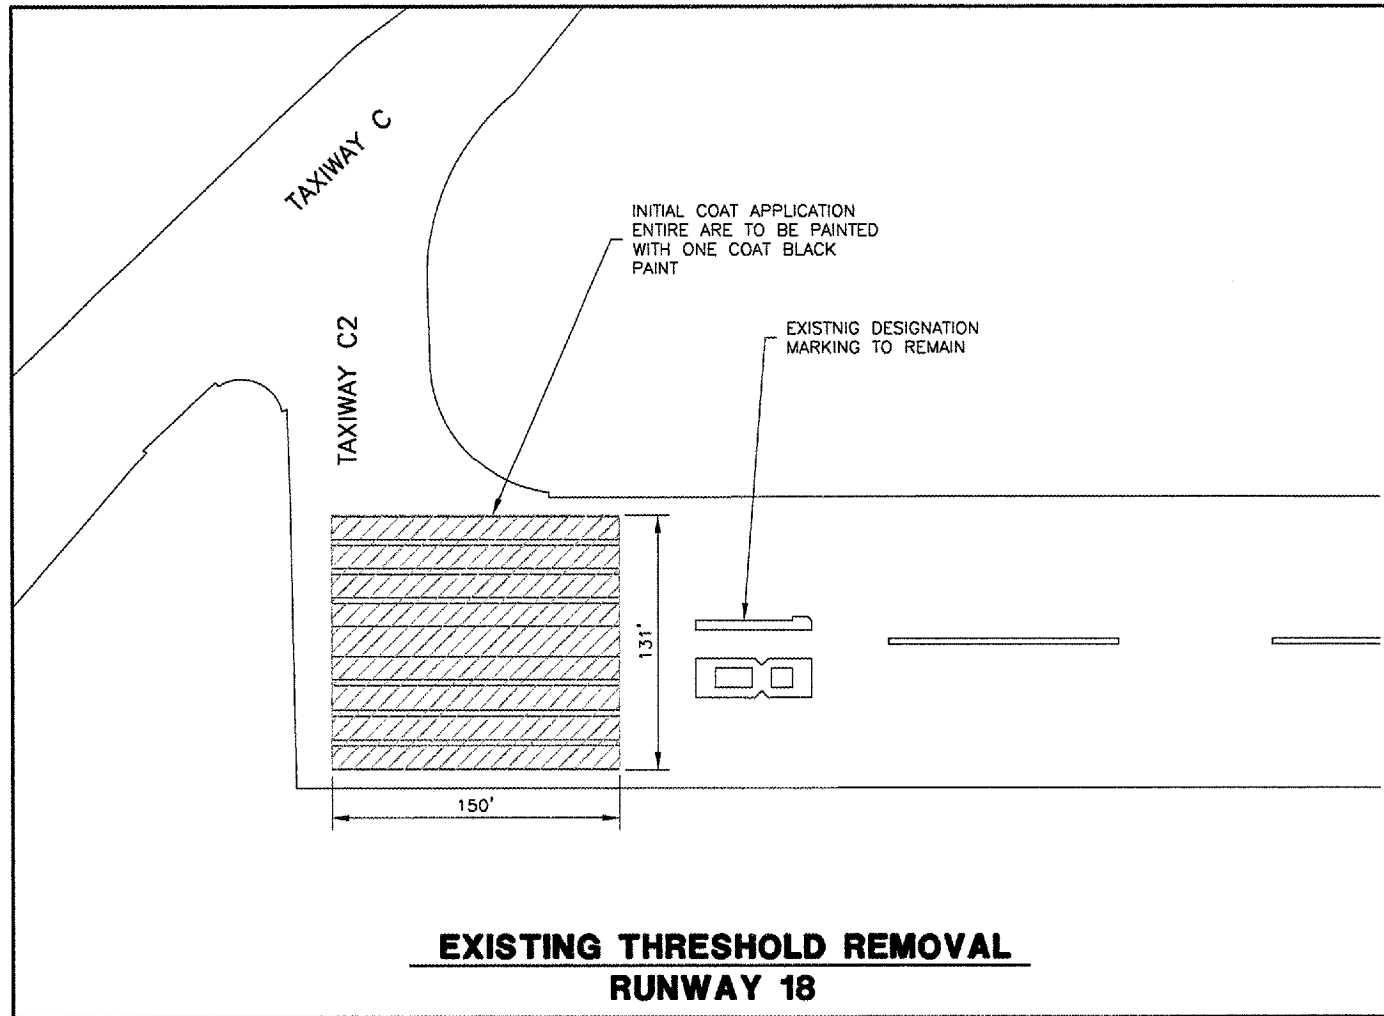 TAXIWAY C
INITIAL COAT APPLICATION
ENTIRE ARE TO BE PAINTED
WITH ONE COAT BLACK
PAINT
EXISTNIG DESIGNATION
MARKING TO REMAIN
TAXIWAY C2
131'
18
150'
EXISTING THRESHOLD REMOVAL
RUNWAY 18